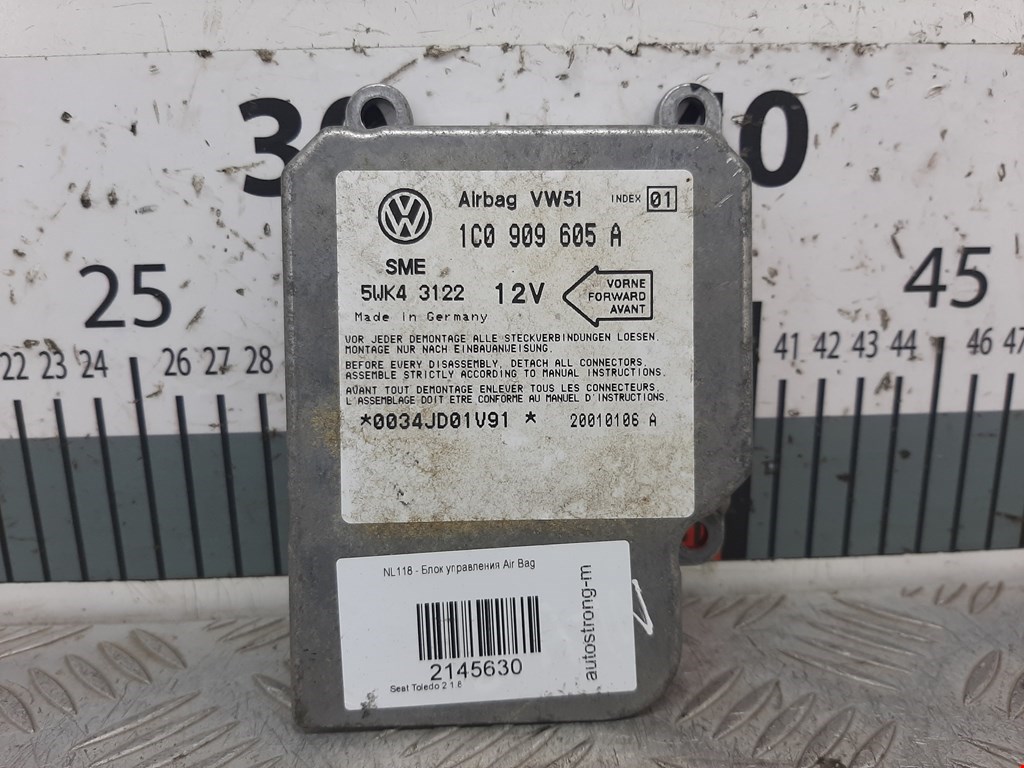 30
40
25
45
22 23 24 26 27 28
41 42 43 44 46 47
Airbag VW51 INDEX 01
1C0 909 605 A
SME
5WK4 3122 12V
VORNE
FORWARD
AVANT
Made in Germany
VOR JEDER DEMONTAGE ALLE STECKVERBINDUNGEN LOESEN.
MONTAGE NUR NACH EINBAUANWEISUNG.
BEFORE EVERY DISASSEMBLY, DETACH ALL CONNECTORS.
ASSEMBLE STRICTLY ACCORDING TO MANUAL INSTRUCTIONS.
AVANT TOUT DEMONTAGE ENLEVER TOUS LES CONNECTEURS.
L'ASSEMBLAGE DOIT ETRE CONFORME AU MANUEL D'INSTRUCTIONS.
*0034JD01V91 * 20010106 A
NL118 - Блок управления Air Bag
2145630
Seat Toledo 2 1.6
autostrong-m